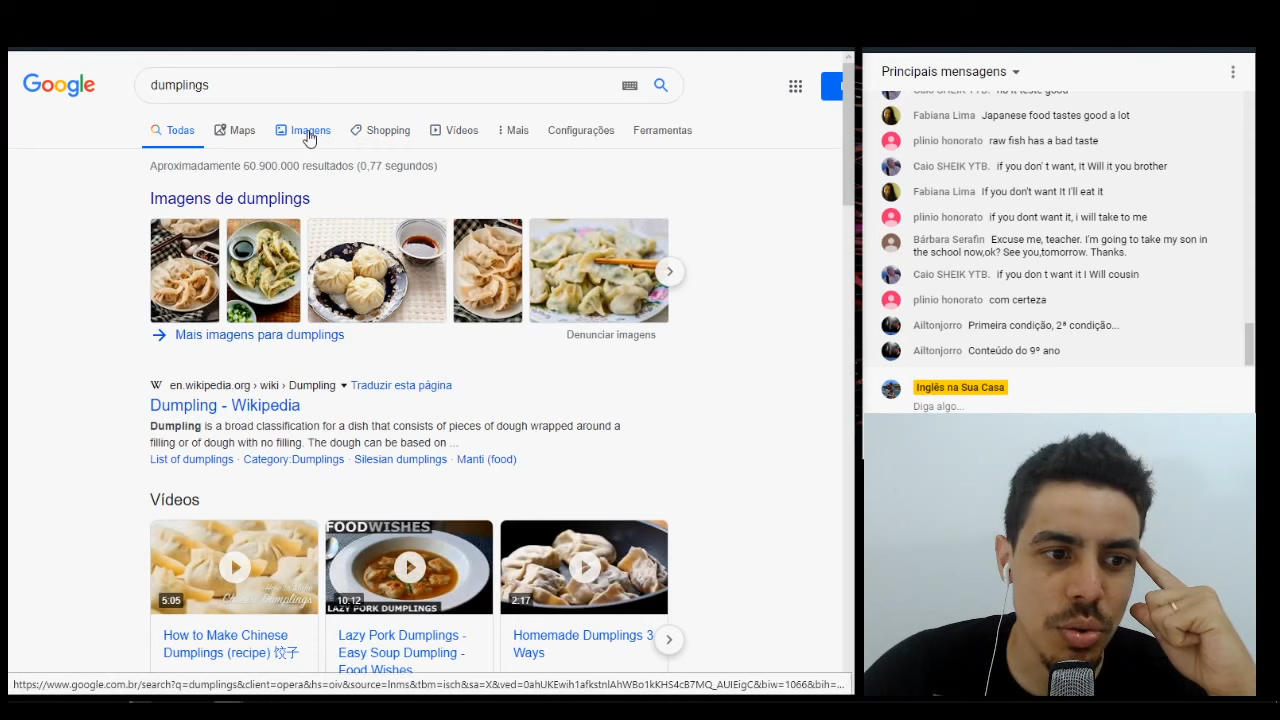 Google
dumplings
Todas Maps Imagens Shopping Vídeos Mais Configurações Ferramentas
Aproximadamente 60.900.000 resultados (0,77 segundos)
Imagens de dumplings
Mais imagens para dumplings
Denunciar imagens
W en.wikipedia.org › wiki › Dumpling Traduzir esta página
Dumpling - Wikipedia
Dumpling is a broad classification for a dish that consists of pieces of dough wrapped around a
filling or of dough with no filling. The dough can be based on ...
List of dumplings · Category:Dumplings · Silesian dumplings · Manti (food)
Vídeos
5:05
How to Make Chinese
Dumplings (recipe) 饺子
FOODWISHES
10:12
LAZY PORK DUMPLINGS
Lazy Pork Dumplings -
Easy Soup Dumpling -
Food Wishes
2:17
Homemade Dumplings 3
Ways
https://www.google.com.br/search?q=dumplings&client=opera&hs=oiv&source=lnms&tbm=isch&sa=X&ved=0ahUKEwih1afkstnlAhWBo1kKHS4cB7MQ_AUIEigC&biw=1066&bih=...
Principais mensagens
Caio SHEIK YTB. no it teste good
Fabiana Lima Japanese food tastes good a lot
plinio honorato raw fish has a bad taste
Caio SHEIK YTB. if you don' t want, It Will it you brother
Fabiana Lima If you don't want it I'll eat it
plinio honorato if you dont want it, i will take to me
Bárbara Serafin Excuse me, teacher. I'm going to take my son in
the school now,ok? See you,tomorrow. Thanks.
Caio SHEIK YTB. if you don t want it I Will cousin
plinio honorato com certeza
Ailtonjorro Primeira condição, 2ª condição...
Ailtonjorro Conteúdo do 9º ano
Inglês na Sua Casa
Diga algo...